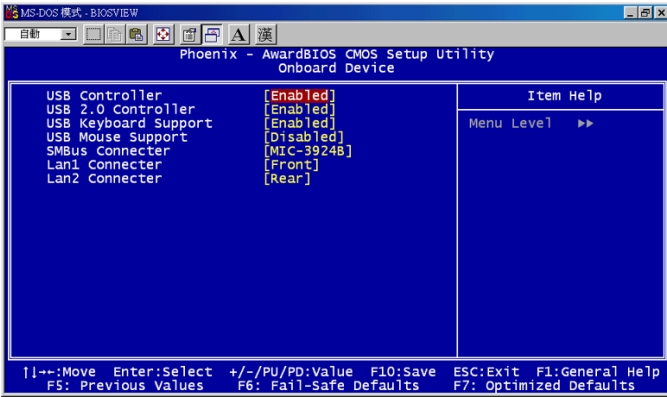 MS-DOS 模式 - BIOSVIEW
自動 A 漢
Phoenix - AwardBIOS CMOS Setup Utility
Onboard Device
USB Controller [Enabled]
USB 2.0 Controller [Enabled]
USB Keyboard Support [Enabled]
USB Mouse Support [Disabled]
SMBus Connecter [MIC-3924B]
Lan1 Connecter [Front]
Lan2 Connecter [Rear]
Item Help
Menu Level ▸▸
↑↓→←:Move Enter:Select +/-/PU/PD:Value F10:Save ESC:Exit F1:General Help
F5: Previous Values F6: Fail-Safe Defaults F7: Optimized Defaults